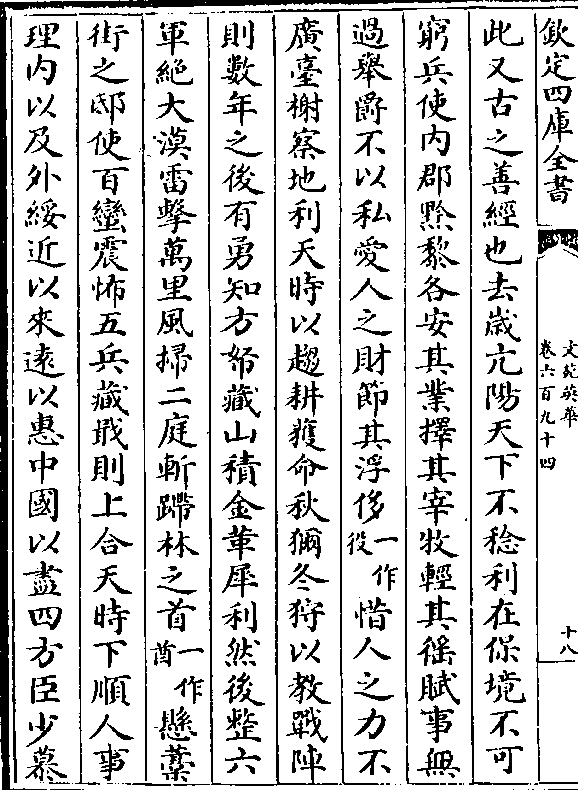 欽定四庫全書
文苑英華
卷六百九十四
十八
此又古之善經也去歲亢陽天下不稔利在保境不可
窮兵使内郡黔黎各安其業擇其宰牧輕其徭賦事無
過舉爵不以私愛人之財節其浮侈一作役惜人之力不
廣臺榭察地利天時以趨耕穫命秋獮冬狩以教戰陣
則數年之後有勇知方帑藏山積金革犀利然後整六
軍絶大漠雷擊萬里風掃二庭斬蹛林之首一作酋懸藁
街之邸使百蠻震怖五兵藏戢則上合天時下順人事
理内以及外綏近以來遠以惠中國以盡四方臣少慕